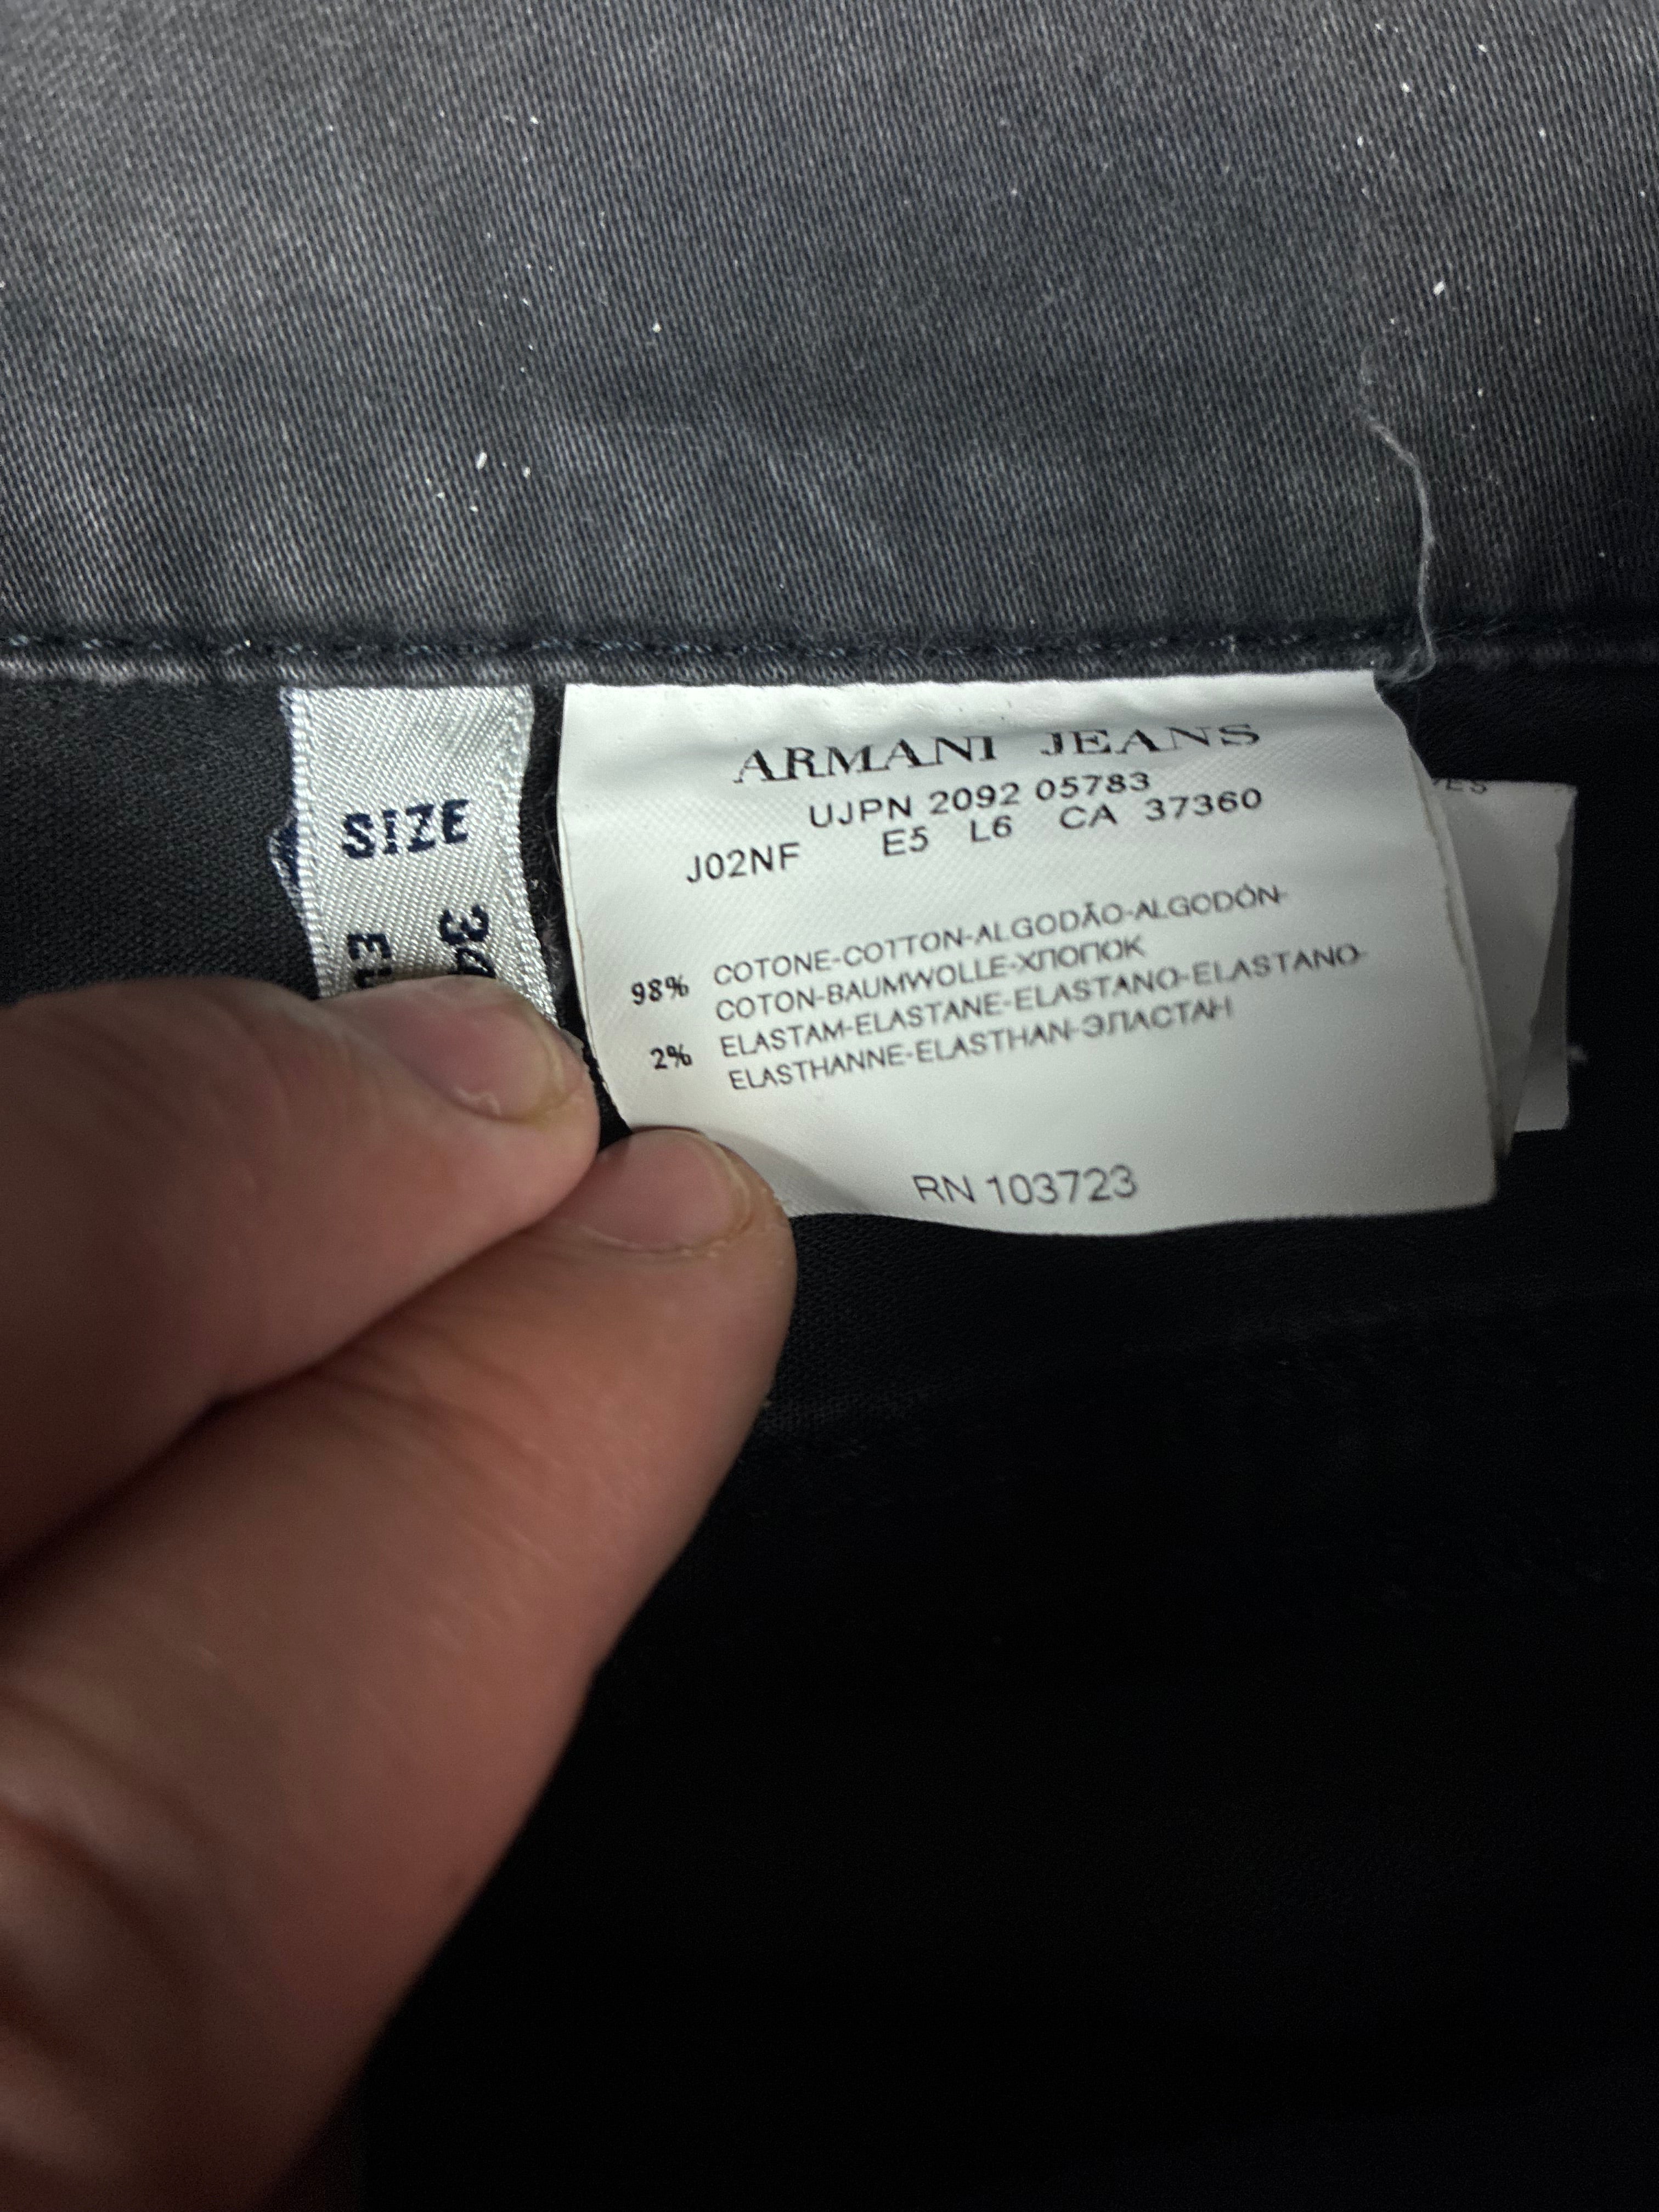 SIZE
ARMANI JEANS
UJPN 2092 05783
J02NF E5 L6 CA 37360
98% COTONE-COTTON-ALGODÃO-ALGODÓN-
COTON-BAUMWOLLE-ХПОПОК
2% ELASTAM-ELASTANE-ELASTANO-ELASTANO-
ELASTHANNE-ELASTHAN-ЭЛАСТАН
RN 103723